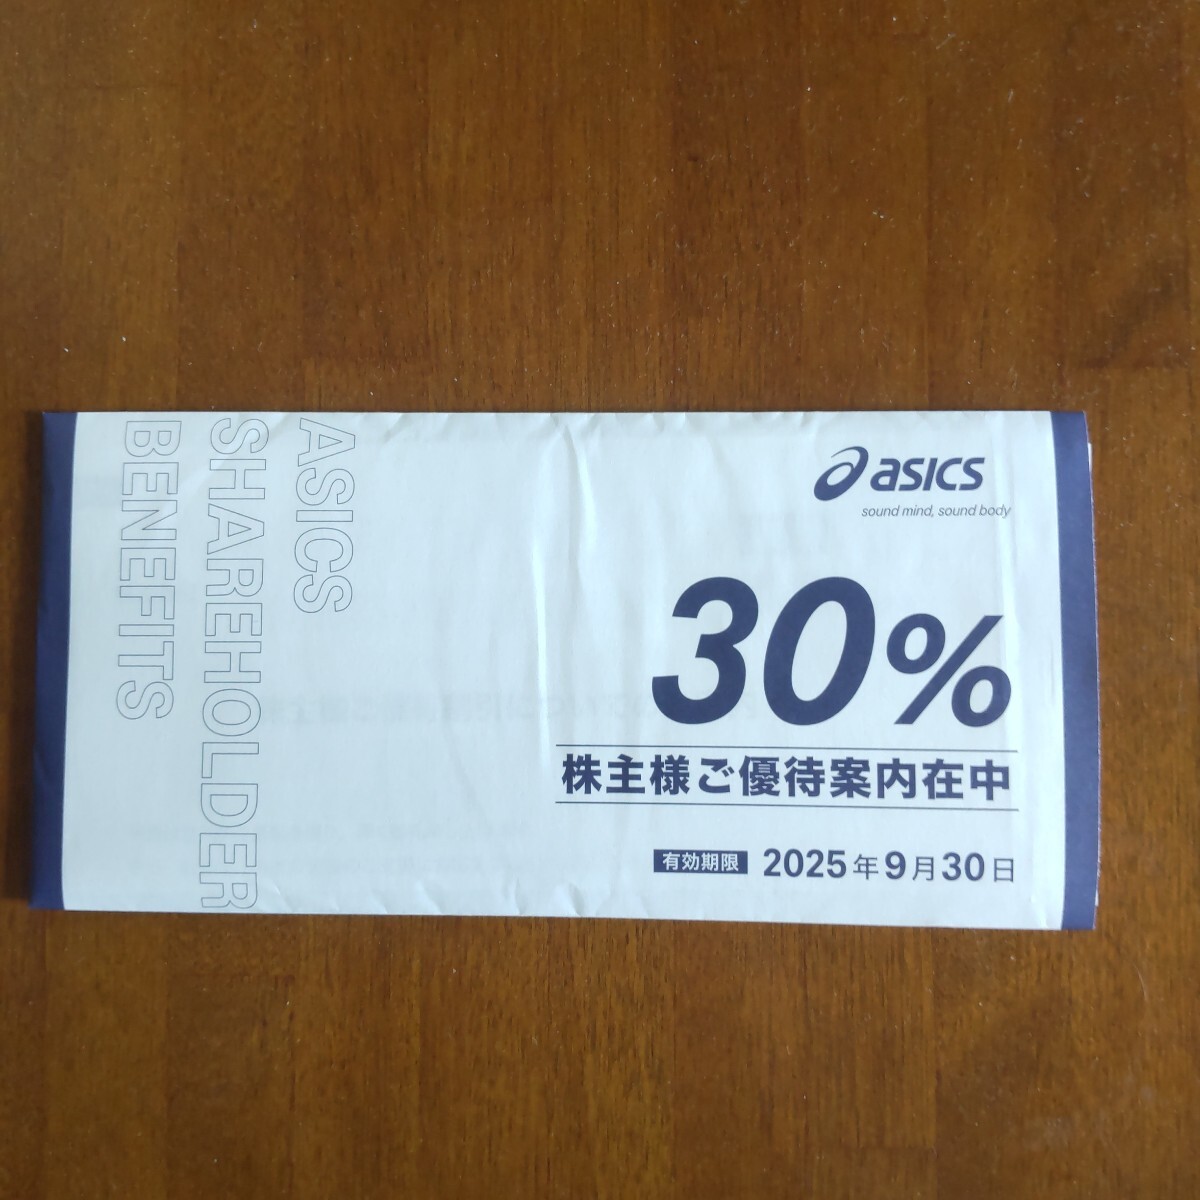 ASICS
SHAREHOLDER
BENEFITS
asics
sound mind, sound body
30%
株主様ご優待案内在中
有効期限 2025年9月30日